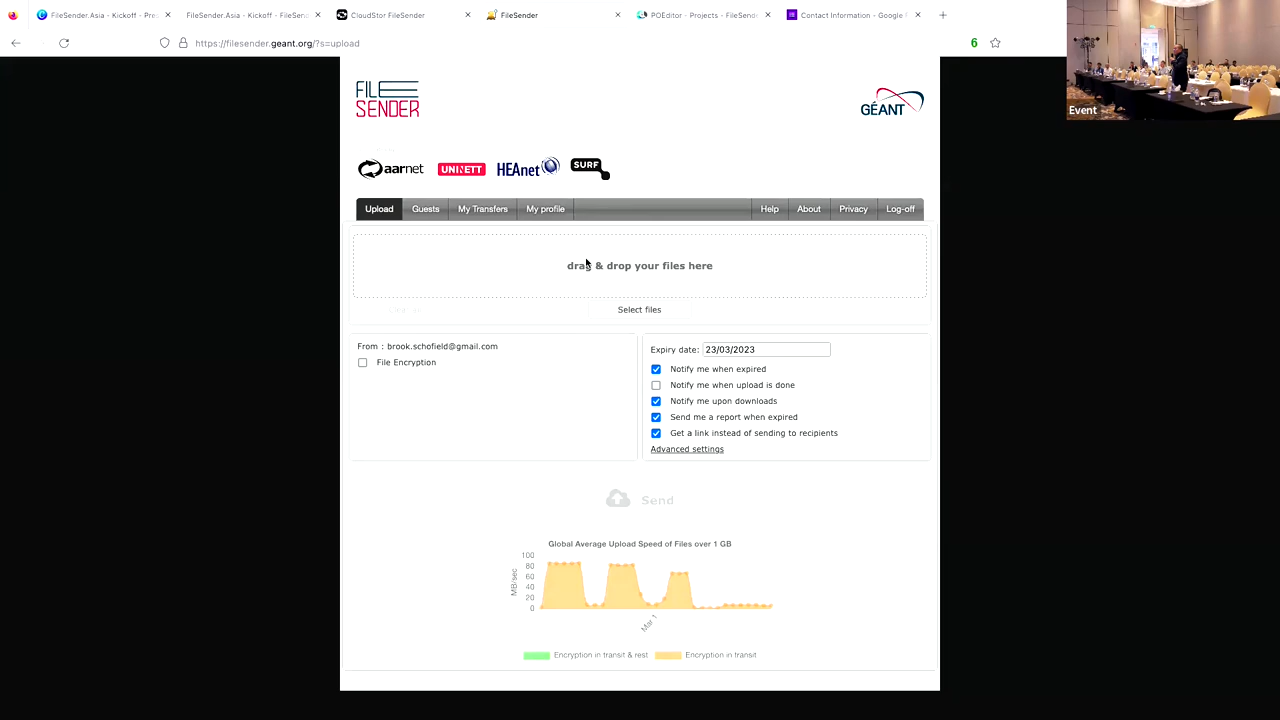 FileSender.Asia - Kickoff - Pre
FileSender.Asia - Kickoff - FileSen
CloudStor FileSender
FileSender
POEditor - Projects - FileSend
Contact Information - Google F
https://filesender.geant.org/?s=upload
6
Event
FILE SENDER
GÉANT
aarnet
UNINETT
HEAnet
SURF
Upload
Guests
My Transfers
My profile
Help
About
Privacy
Log-off
drag & drop your files here
Select files
From : brook.schofield@gmail.com
File Encryption
Expiry date: 23/03/2023
Notify me when expired
Notify me when upload is done
Notify me upon downloads
Send me a report when expired
Get a link instead of sending to recipients
Advanced settings
Send
Global Average Upload Speed of Files over 1 GB
MB/sec
100
80
60
40
20
0
Mar 1
Encryption in transit & rest
Encryption in transit